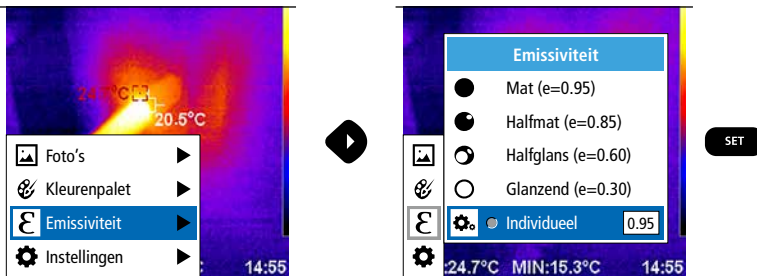 24.7°C
20.5°C
Foto's
Kleurenpalet
Ɛ Emissiviteit
Instellingen
: 14:55
Emissiviteit
Mat (e=0.95)
Halfmat (e=0.85)
Halfglans (e=0.60)
Glanzend (e=0.30)
Ɛ
Individueel 0.95
:24.7°C MIN:15.3°C 14:55
SET